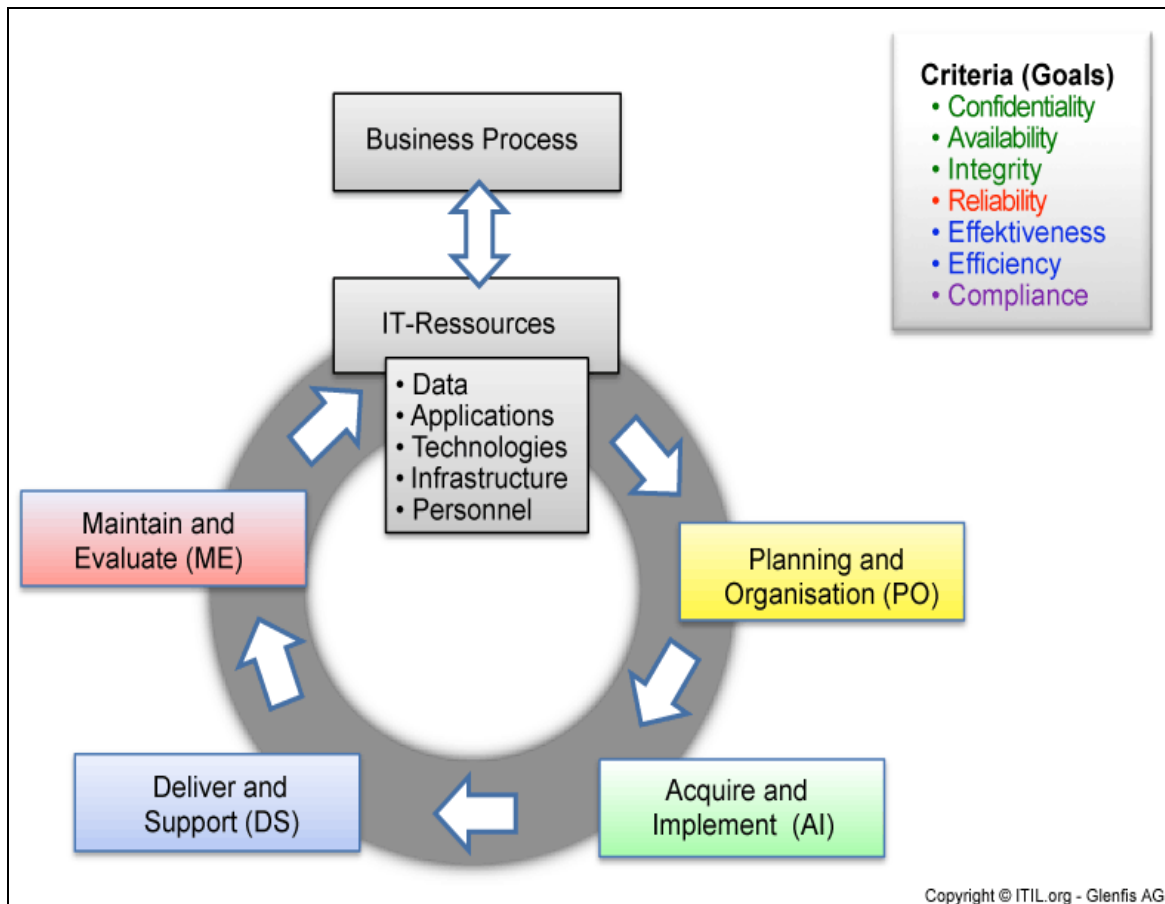 Criteria (Goals)
• Confidentiality
• Availability
• Integrity
• Reliability
• Effektiveness
• Efficiency
• Compliance
Business Process
IT-Ressources
• Data
• Applications
• Technologies
• Infrastructure
• Personnel
Maintain and
Evaluate (ME)
Planning and
Organisation (PO)
Deliver and
Support (DS)
Acquire and
Implement (AI)
Copyright © ITIL.org - Glenfis AG